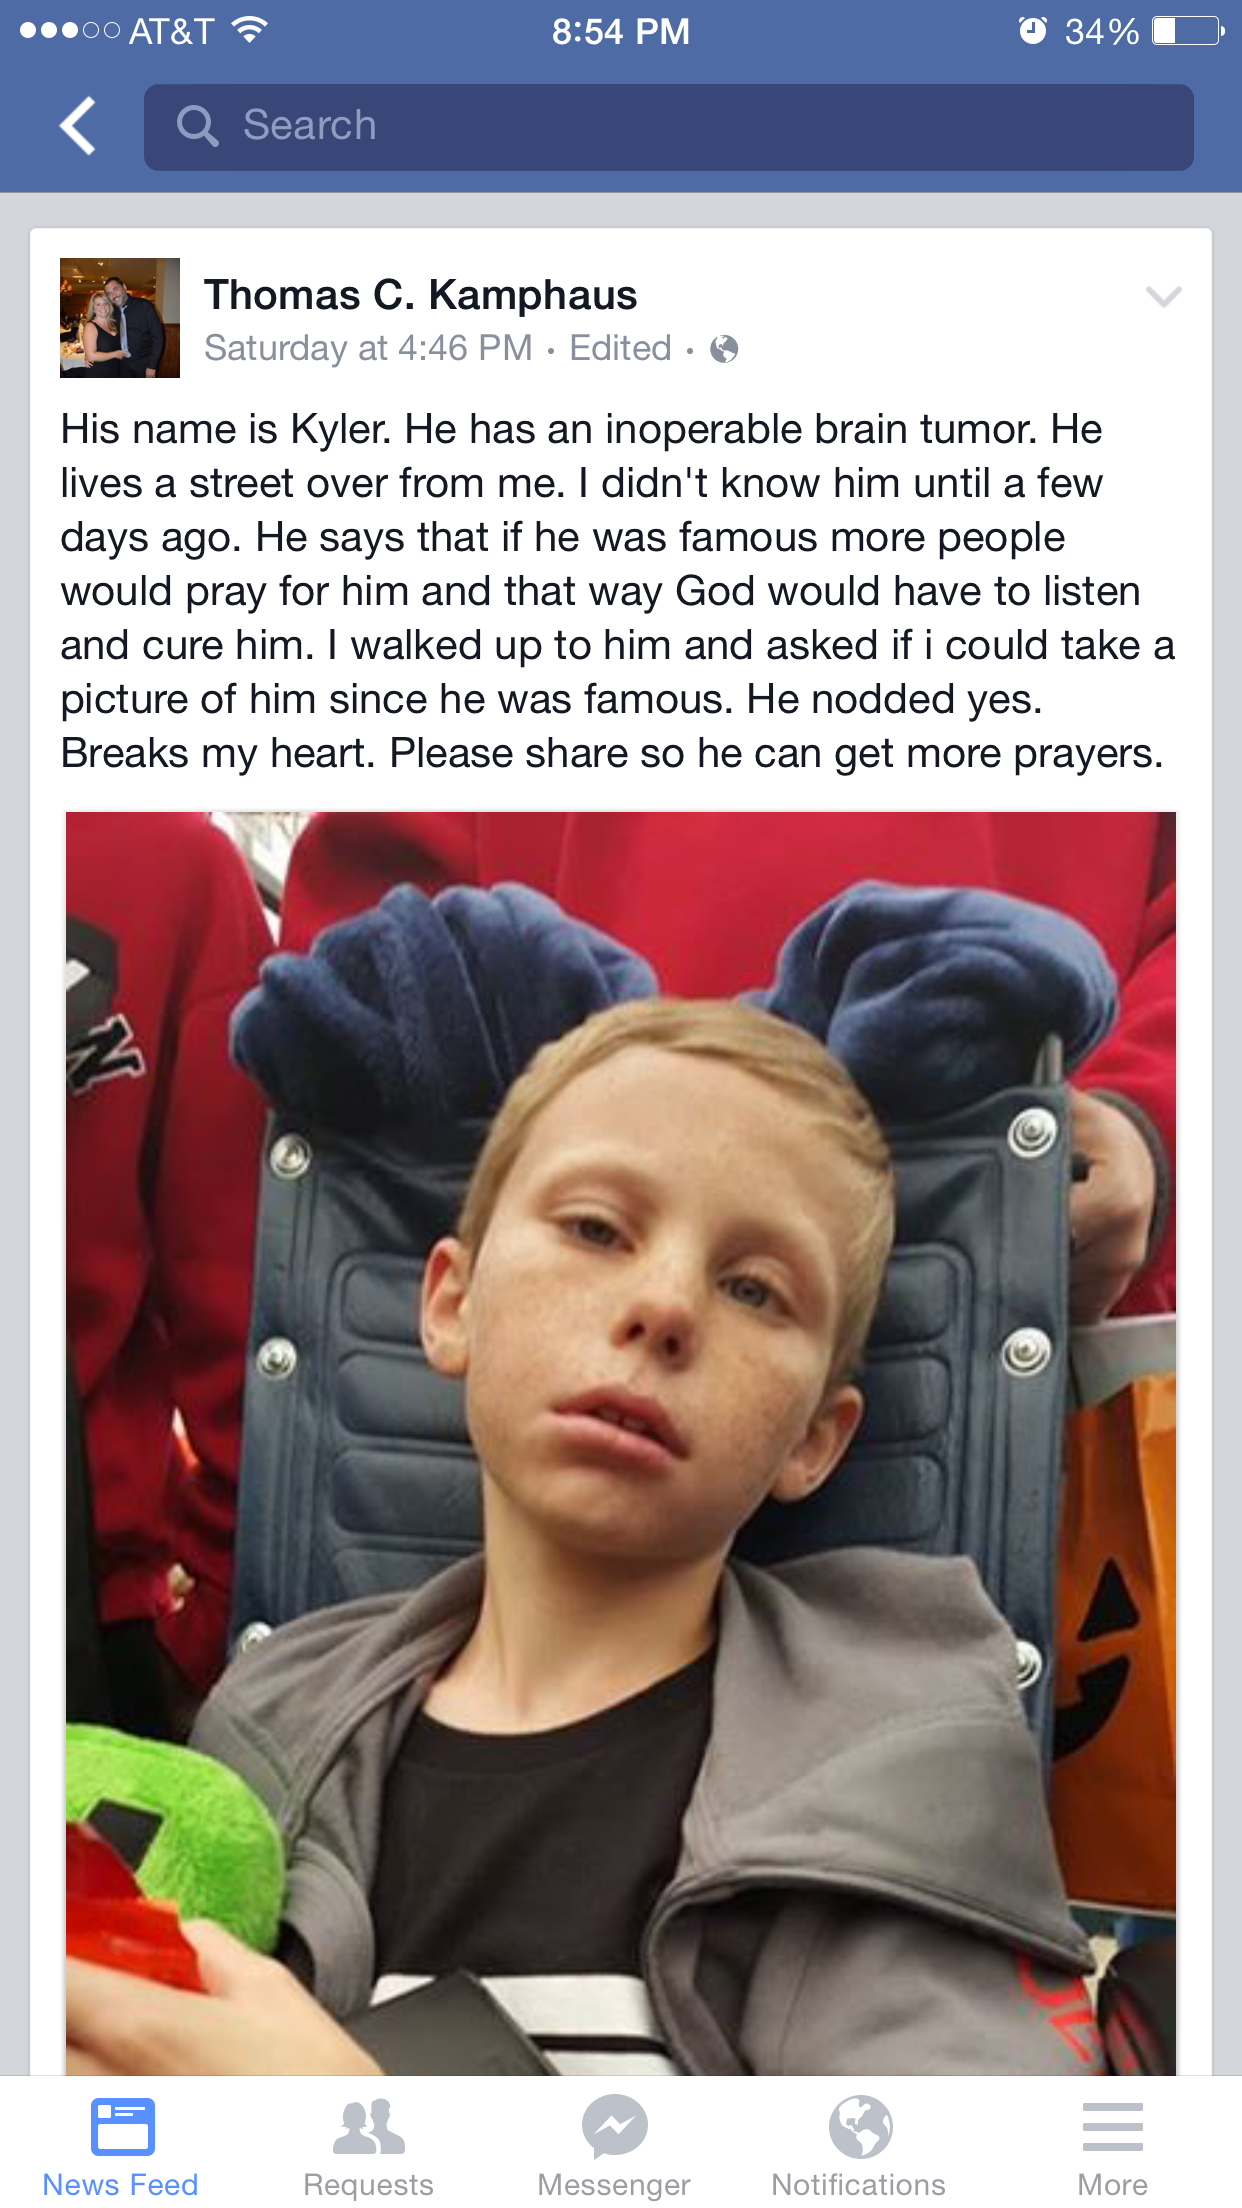 AT&T 8:54 PM 34%
Search
Thomas C. Kamphaus
Saturday at 4:46 PM · Edited ·
His name is Kyler. He has an inoperable brain tumor. He
lives a street over from me. I didn't know him until a few
days ago. He says that if he was famous more people
would pray for him and that way God would have to listen
and cure him. I walked up to him and asked if i could take a
picture of him since he was famous. He nodded yes.
Breaks my heart. Please share so he can get more prayers.
N
News Feed Requests Messenger Notifications More